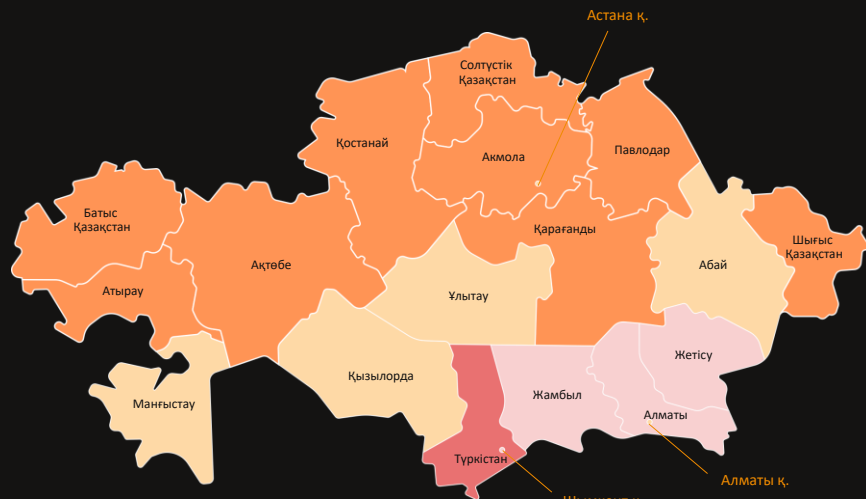 Астана қ.
Солтүстік
Қазақстан
Қостанай
Акмола
Павлодар
Батыс
Қазақстан
Қарағанды
Шығыс
Қазақстан
Абай
Ақтөбе
Атырау
Ұлытау
Жетісу
Қызылорда
Жамбыл
Манғыстау
Алматы
Түркістан
Алматы қ.